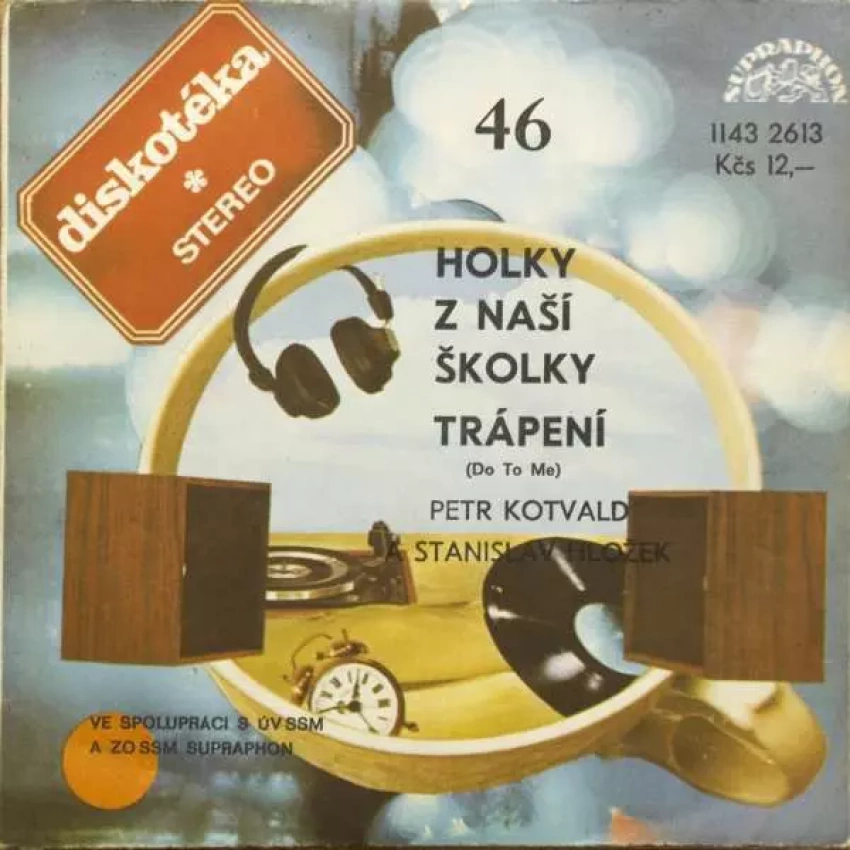 diskotéka
*
STEREO
46
SUPRAPHON
1143 2613
Kčs 12,—
HOLKY
Z NAŠÍ
ŠKOLKY
TRÁPENÍ
(Do To Me)
PETR KOTVALD
A STANISLAV HLOŽEK
VE SPOLUPRÁCI S ÚV SSM
A ZO SSM SUPRAPHON